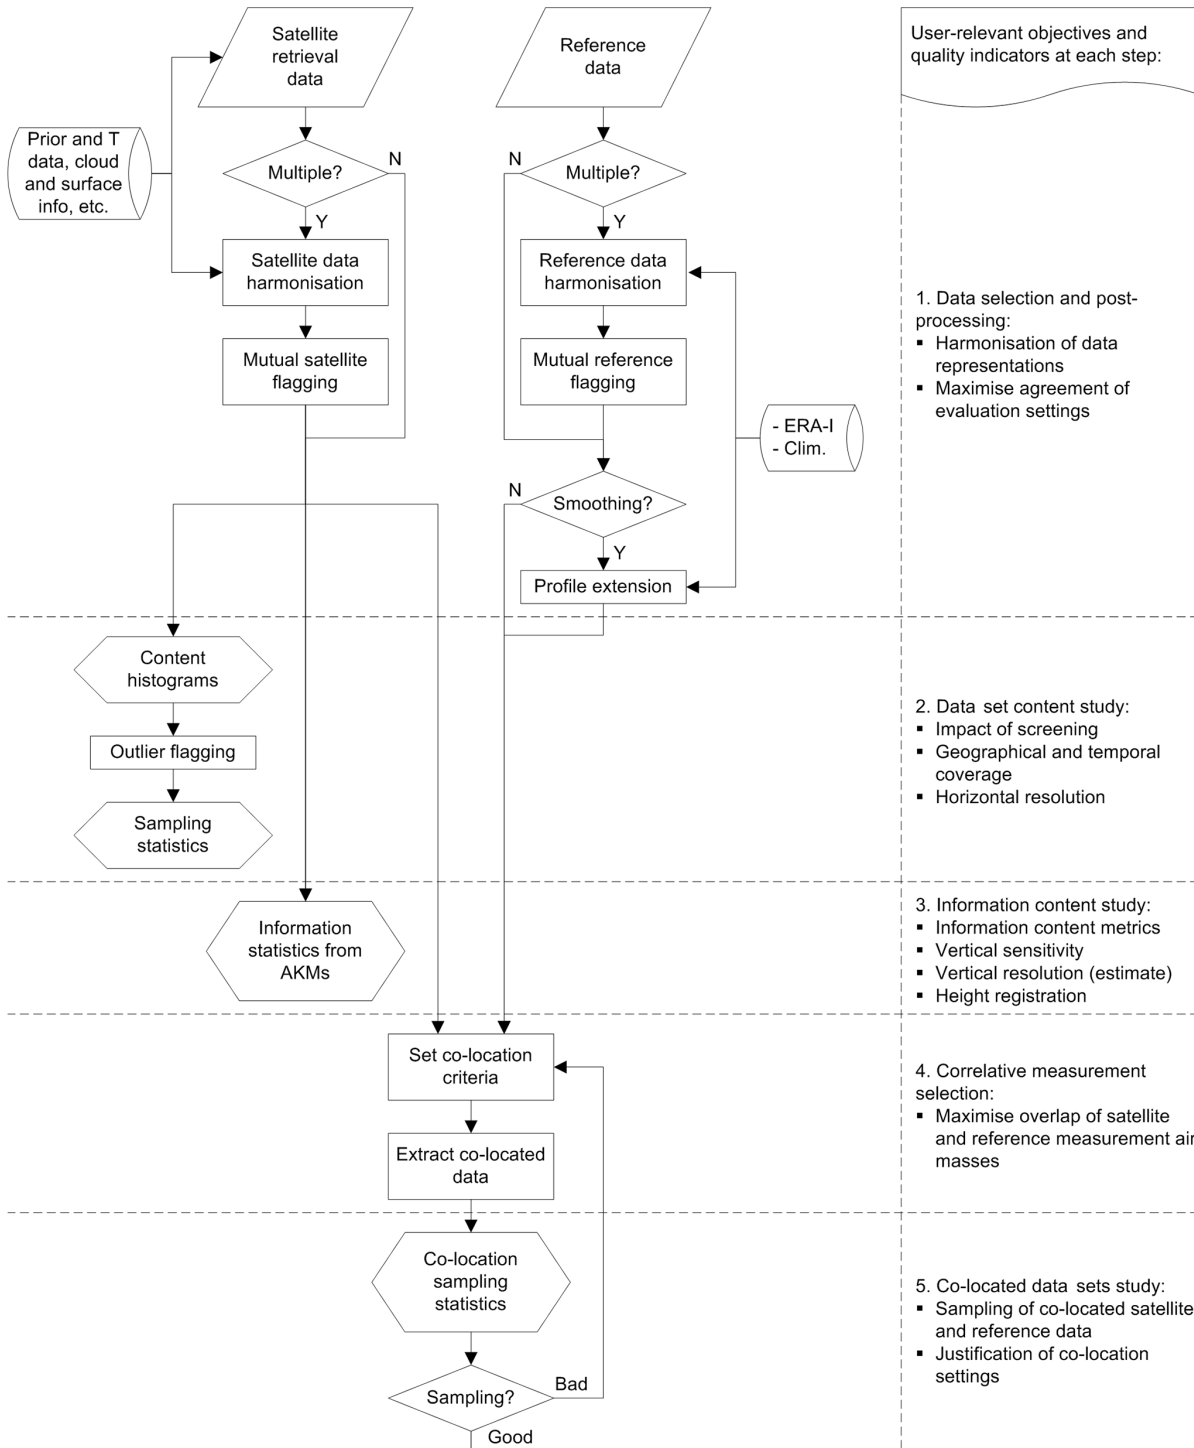 Satellite
retrieval
data
Reference
data
User-relevant objectives and
quality indicators at each step:
Prior and T
data, cloud
and surface
info, etc.
Multiple?
N
Y
N
Multiple?
Y
Satellite data
harmonisation
Reference data
harmonisation
Mutual satellite
flagging
Mutual reference
flagging
- ERA-I
- Clim.
N
Smoothing?
Y
Profile extension
1. Data selection and post-
processing:
▪ Harmonisation of data
representations
▪ Maximise agreement of
evaluation settings
Content
histograms
Outlier flagging
Sampling
statistics
2. Data set content study:
▪ Impact of screening
▪ Geographical and temporal
coverage
▪ Horizontal resolution
Information
statistics from
AKMs
3. Information content study:
▪ Information content metrics
▪ Vertical sensitivity
▪ Vertical resolution (estimate)
▪ Height registration
Set co-location
criteria
Extract co-located
data
4. Correlative measurement
selection:
▪ Maximise overlap of satellite
and reference measurement air
masses
Co-location
sampling
statistics
Sampling?
Bad
Good
5. Co-located data sets study:
▪ Sampling of co-located satellite
and reference data
▪ Justification of co-location
settings